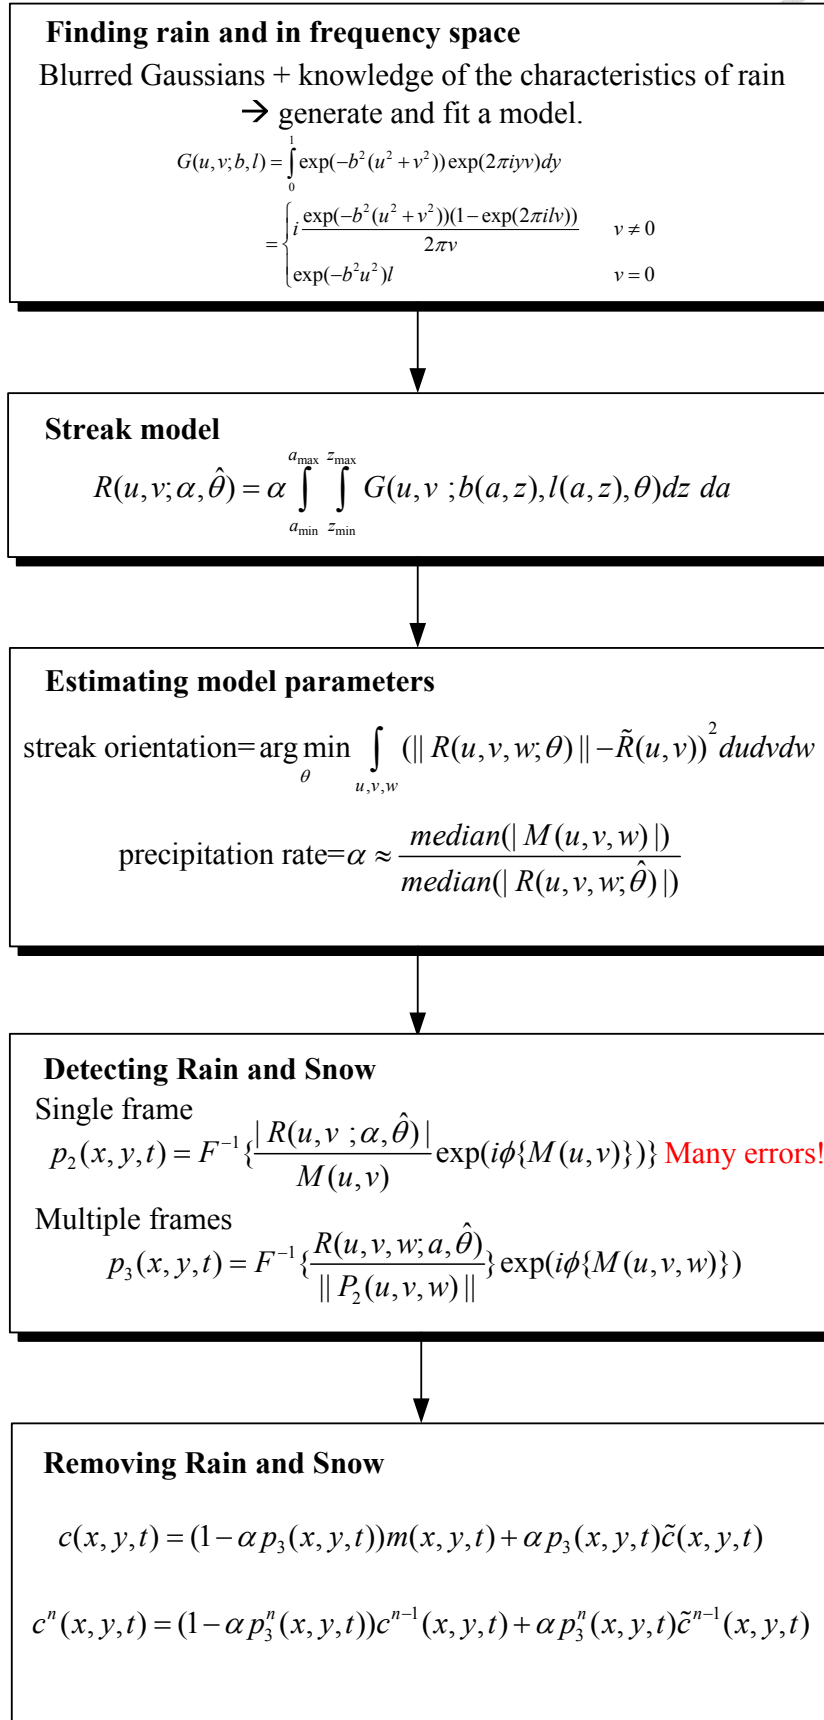 Finding rain and in frequency space
Blurred Gaussians + knowledge of the characteristics of rain
→ generate and fit a model.
G(u,v;b,l) = ∫₀¹ exp(−b²(u² + v²)) exp(2πiyv)dy
= { i exp(−b²(u² + v²))(1 − exp(2πilv)) / 2πv    v ≠ 0
exp(−b²u²)l    v = 0
Streak model
R(u,v;α,θ̂) = α ∫_{a_min}^{a_max} ∫_{z_min}^{z_max} G(u,v ;b(a,z),l(a,z),θ)dz da
Estimating model parameters
streak orientation= arg min_θ ∫_{u,v,w} (|| R(u,v,w;θ) || −R̃(u,v))² dudvdw
precipitation rate=α ≈ median(| M(u,v,w) |) / median(| R(u,v,w;θ̂) |)
Detecting Rain and Snow
Single frame
p₂(x,y,t) = F⁻¹{ | R(u,v ;α,θ̂) | / M(u,v) exp(iϕ{M(u,v)})} Many errors!
Multiple frames
p₃(x,y,t) = F⁻¹{ R(u,v,w;a,θ̂) / || P₂(u,v,w) || } exp(iϕ{M(u,v,w)})
Removing Rain and Snow
c(x,y,t) = (1−αp₃(x,y,t))m(x,y,t) + αp₃(x,y,t)c̃(x,y,t)
cⁿ(x,y,t) = (1−αp₃ⁿ(x,y,t))cⁿ⁻¹(x,y,t) + αp₃ⁿ(x,y,t)c̃ⁿ⁻¹(x,y,t)